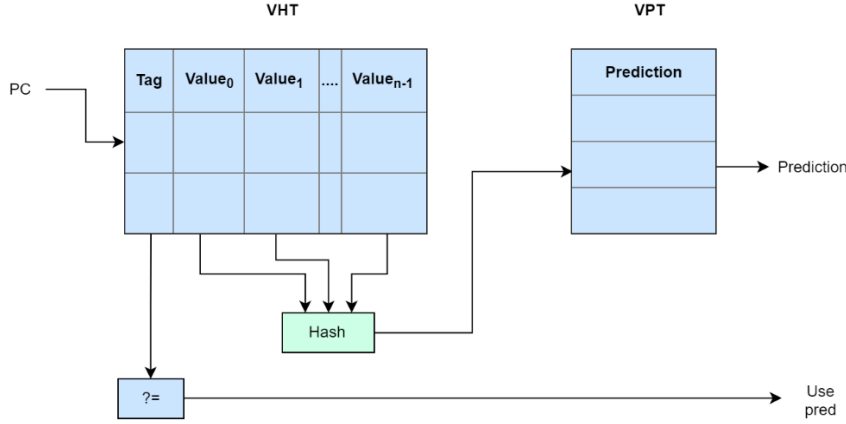 VHT
VPT
Tag Value0 Value1 .... Valuen-1
Prediction
PC
Prediction
Hash
?=
Use
pred